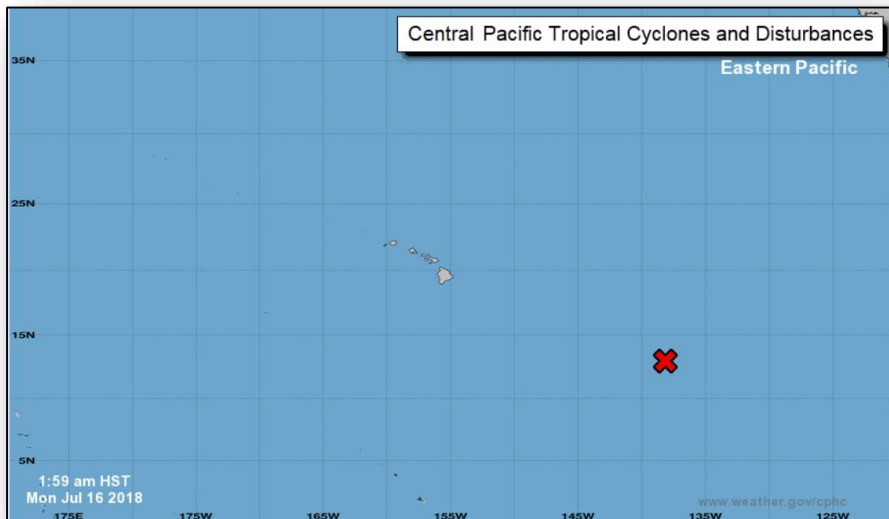 Central Pacific Tropical Cyclones and Disturbances
35N
Eastern Pacific
25N
15N
5N
1:59 am HST
Mon Jul 16 2018
www.weather.gov/cphc
175E
175W
165W
155W
145W
135W
125W